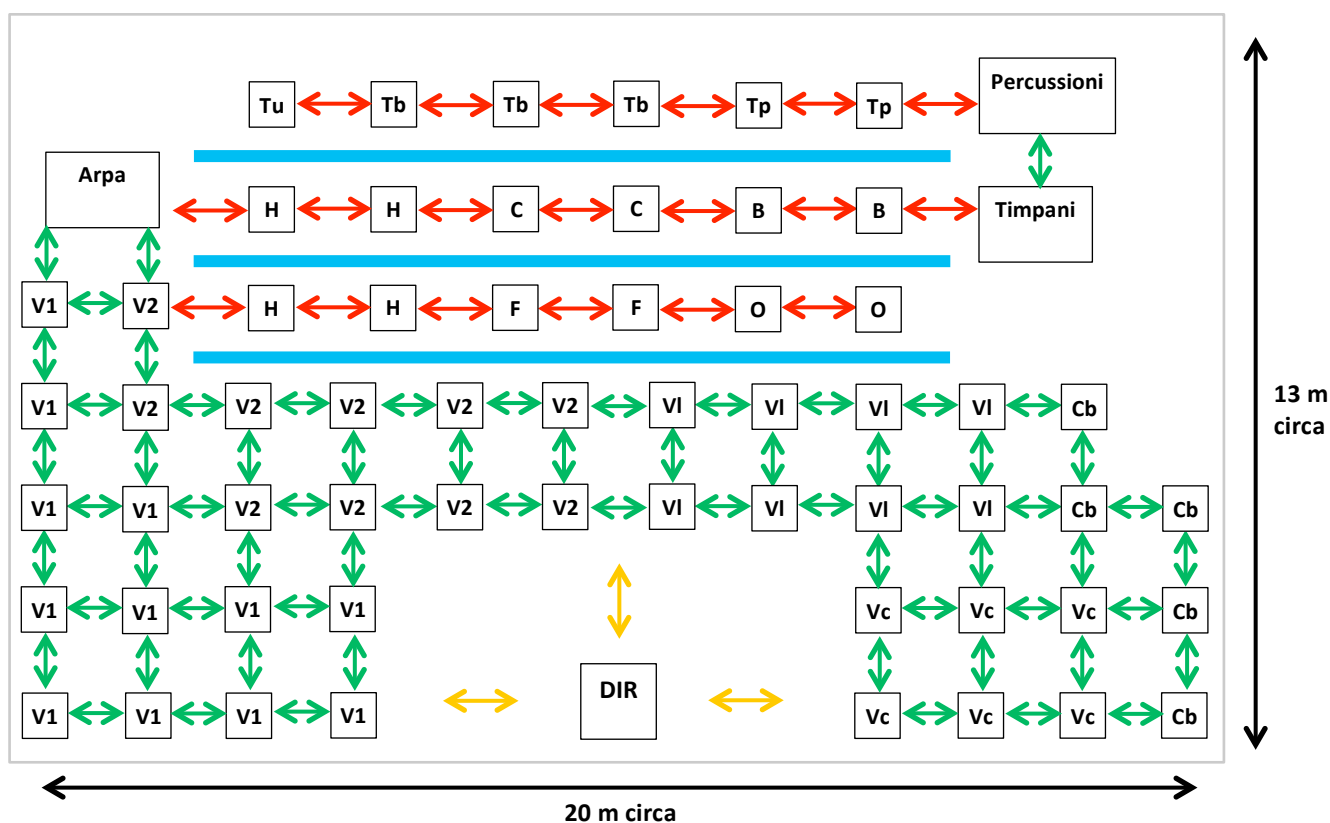 Percussioni
Tu Tb Tb Tb Tp Tp
Arpa
H H C C B B Timpani
V1 V2 H H F F O O
V1 V2 V2 V2 V2 V2 Vl Vl Vl Vl Cb
13 m
circa
V1 V1 V2 V2 V2 V2 Vl Vl Vl Vl Cb Cb
V1 V1 V1 V1 Vc Vc Vc Cb
DIR
V1 V1 V1 V1 Vc Vc Vc Cb
20 m circa